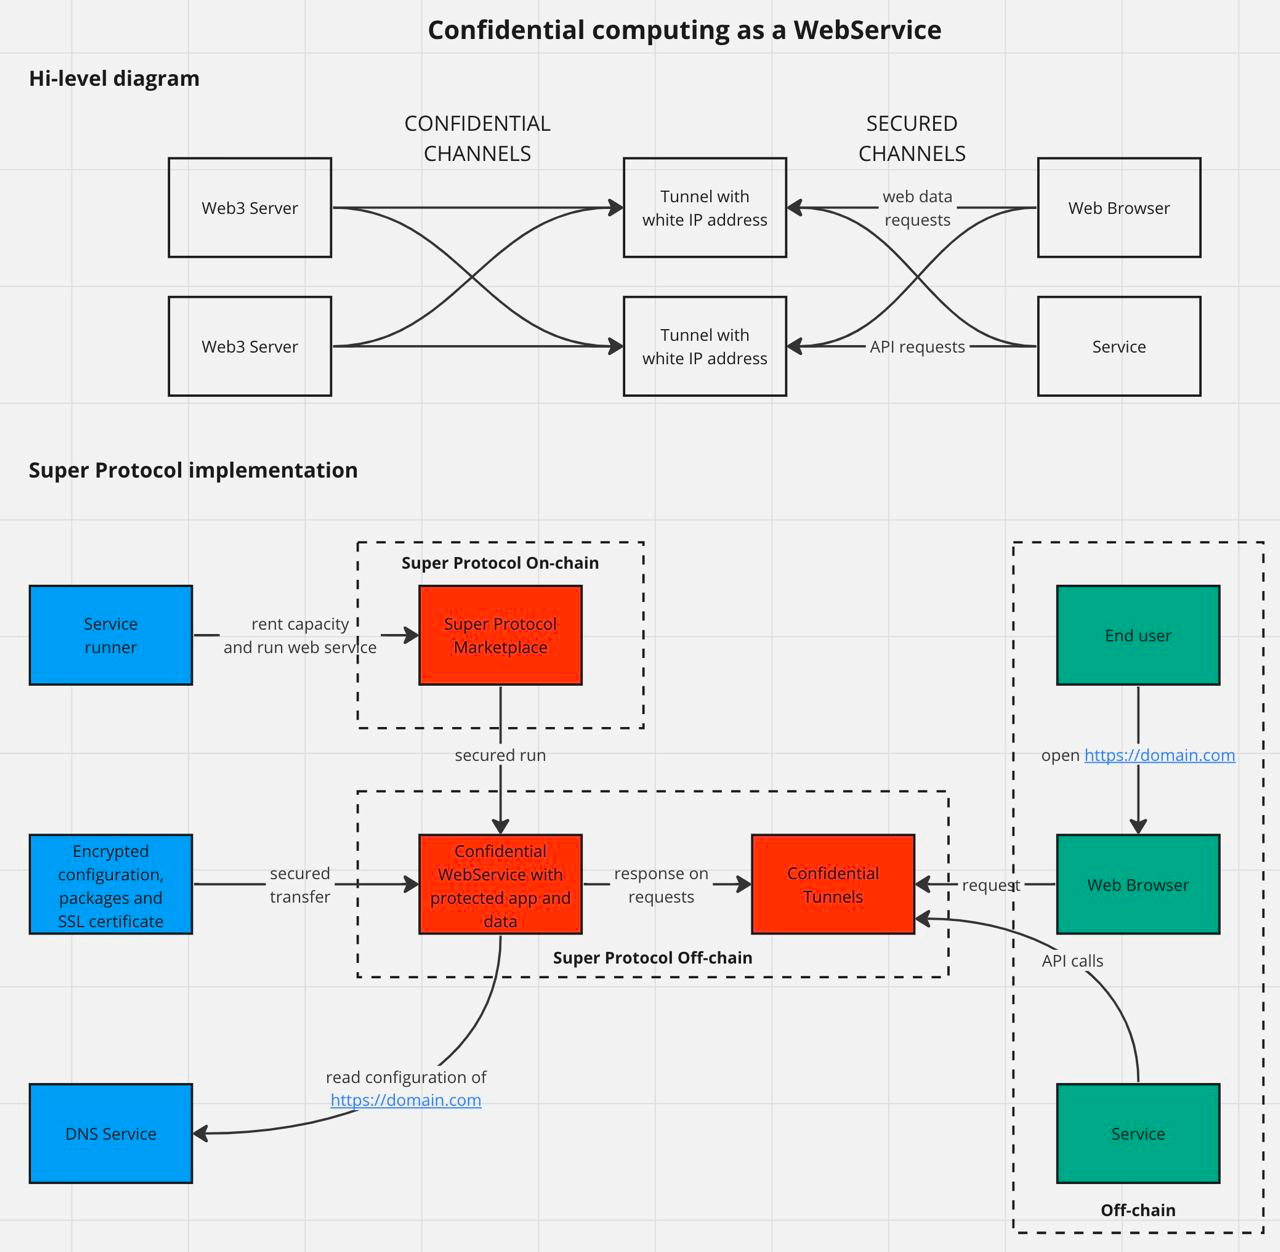 Confidential computing as a WebService
Hi-level diagram
CONFIDENTIAL
CHANNELS
SECURED
CHANNELS
Web3 Server
Tunnel with
white IP address
web data
requests
Web Browser
Web3 Server
Tunnel with
white IP address
API requests
Service
Super Protocol implementation
Super Protocol On-chain
Service
runner
rent capacity
and run web service
Super Protocol
Marketplace
End user
secured run
open https://domain.com
Encrypted
configuration,
packages and
SSL certificate
secured
transfer
Confidential
WebService with
protected app and
data
response on
requests
Confidential
Tunnels
request
Web Browser
Super Protocol Off-chain
API calls
read configuration of
https://domain.com
DNS Service
Service
Off-chain